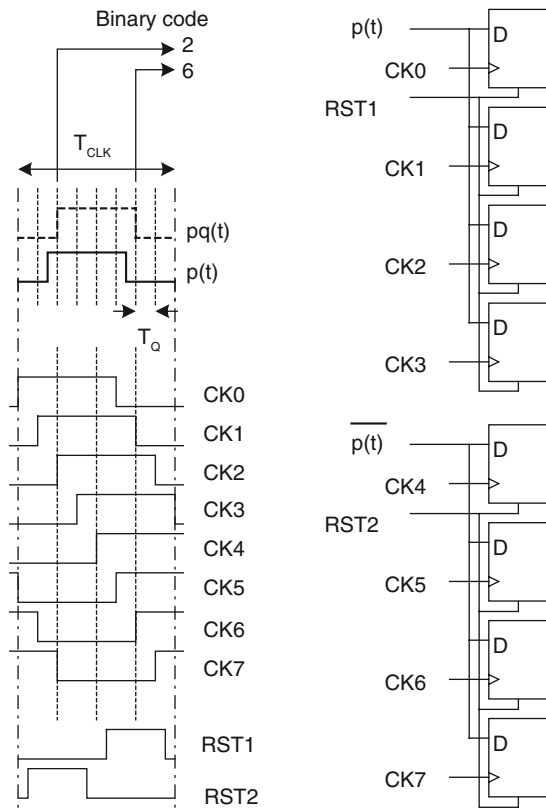 Binary code
2
6
T_CLK
pq(t)
p(t)
T_Q
CK0
CK1
CK2
CK3
CK4
CK5
CK6
CK7
RST1
RST2
p(t)
D
CK0
RST1
D
CK1
D
CK2
D
CK3
p(t)
D
CK4
RST2
D
CK5
D
CK6
D
CK7